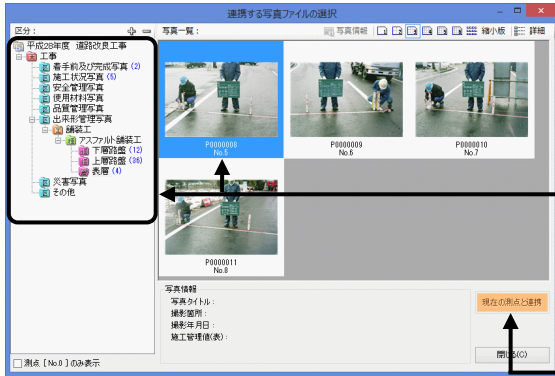 連携する写真ファイルの選択
区分:
写真一覧:
写真情報
1
2
3
4
5
6
縮小版
詳細
平成28年度 道路改良工事
工事
着手前及び完成写真 (2)
施工状況写真 (5)
安全管理写真
使用材料写真
品質管理写真
出来形管理写真
舗装工
アスファルト舗装工
下層路盤 (12)
上層路盤 (36)
表層 (4)
災害写真
その他
P0000008
No.5
P0000009
No.6
P0000010
No.7
P0000011
No.8
写真情報
写真タイトル:
撮影箇所:
撮影年月日:
施工管理値(表):
現在の測点と連携
閉じる(C)
測点 [No.0] のみ表示